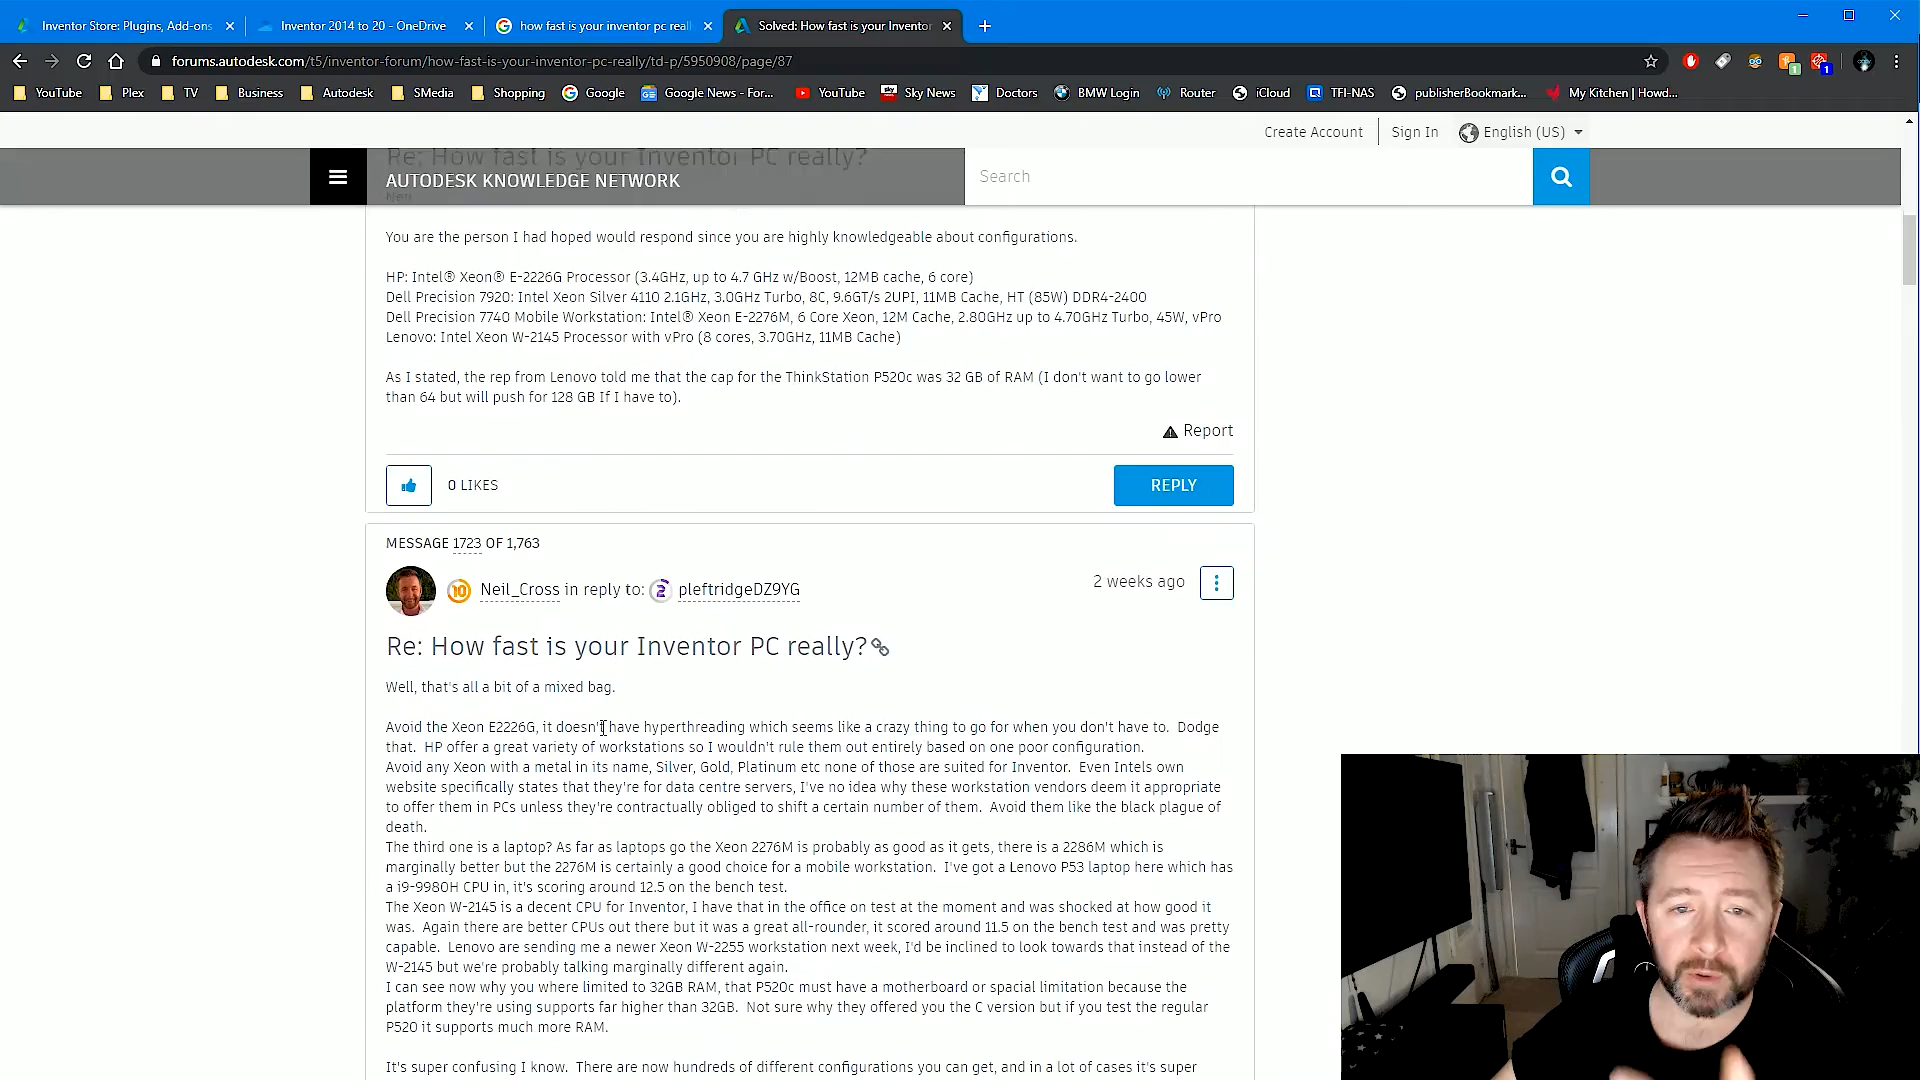 Inventor Store: Plugins, Add-ons
Inventor 2014 to 20 - OneDrive
how fast is your inventor pc reall
Solved: How fast is your Inventor
forums.autodesk.com/t5/inventor-forum/how-fast-is-your-inventor-pc-really/td-p/5950908/page/87
YouTube
Plex
TV
Business
Autodesk
SMedia
Shopping
Google
Google News - For...
YouTube
Sky News
Doctors
BMW Login
Router
iCloud
TFI-NAS
publisherBookmark...
My Kitchen | Howd...
Create Account
Sign In
English (US)
Re: How fast is your Inventor PC really?
AUTODESK KNOWLEDGE NETWORK
Search
You are the person I had hoped would respond since you are highly knowledgeable about configurations.
HP: Intel® Xeon® E-2226G Processor (3.4GHz, up to 4.7 GHz w/Boost, 12MB cache, 6 core)
Dell Precision 7920: Intel Xeon Silver 4110 2.1GHz, 3.0GHz Turbo, 8C, 9.6GT/s 2UPI, 11MB Cache, HT (85W) DDR4-2400
Dell Precision 7740 Mobile Workstation: Intel® Xeon E-2276M, 6 Core Xeon, 12M Cache, 2.80GHz up to 4.70GHz Turbo, 45W, vPro
Lenovo: Intel Xeon W-2145 Processor with vPro (8 cores, 3.70GHz, 11MB Cache)
As I stated, the rep from Lenovo told me that the cap for the ThinkStation P520c was 32 GB of RAM (I don't want to go lower
than 64 but will push for 128 GB If I have to).
Report
0 LIKES
REPLY
MESSAGE 1723 OF 1,763
10 Neil_Cross in reply to: 2 pleftridgeDZ9YG
2 weeks ago
Re: How fast is your Inventor PC really?
Well, that's all a bit of a mixed bag.
Avoid the Xeon E2226G, it doesn't have hyperthreading which seems like a crazy thing to go for when you don't have to. Dodge
that. HP offer a great variety of workstations so I wouldn't rule them out entirely based on one poor configuration.
Avoid any Xeon with a metal in its name, Silver, Gold, Platinum etc none of those are suited for Inventor. Even Intels own
website specifically states that they're for data centre servers, I've no idea why these workstation vendors deem it appropriate
to offer them in PCs unless they're contractually obliged to shift a certain number of them. Avoid them like the black plague of
death.
The third one is a laptop? As far as laptops go the Xeon 2276M is probably as good as it gets, there is a 2286M which is
marginally better but the 2276M is certainly a good choice for a mobile workstation. I've got a Lenovo P53 laptop here which has
a i9-9980H CPU in, it's scoring around 12.5 on the bench test.
The Xeon W-2145 is a decent CPU for Inventor, I have that in the office on test at the moment and was shocked at how good it
was. Again there are better CPUs out there but it was a great all-rounder, it scored around 11.5 on the bench test and was pretty
capable. Lenovo are sending me a newer Xeon W-2255 workstation next week, I'd be inclined to look towards that instead of the
W-2145 but we're probably talking marginally different again.
I can see now why you where limited to 32GB RAM, that P520c must have a motherboard or spacial limitation because the
platform they're using supports far higher than 32GB. Not sure why they offered you the C version but if you test the regular
P520 it supports much more RAM.
It's super confusing I know. There are now hundreds of different configurations you can get, and in a lot of cases it's super